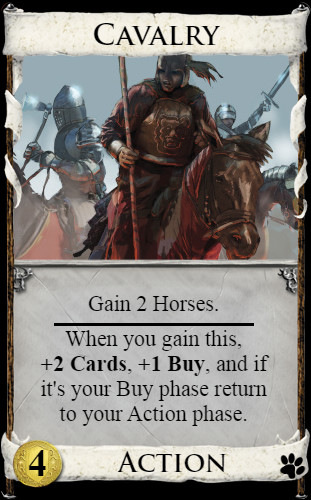 CAVALRY
Gain 2 Horses.
When you gain this,
+2 Cards, +1 Buy, and if
it's your Buy phase return
to your Action phase.
4
ACTION